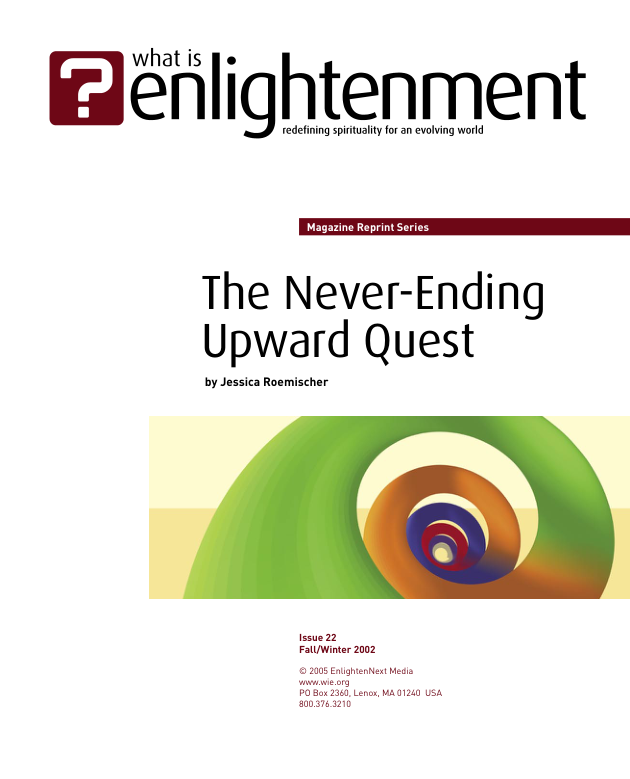 ?
what is
enlightenment
redefining spirituality for an evolving world
Magazine Reprint Series
The Never-Ending
Upward Quest
by Jessica Roemischer
Issue 22
Fall/Winter 2002
© 2005 EnlightenNext Media
www.wie.org
PO Box 2360, Lenox, MA 01240 USA
800.376.3210